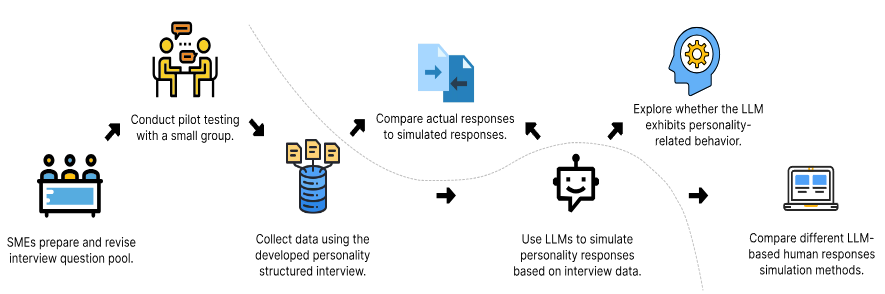 Conduct pilot testing
with a small group.
Compare actual responses
to simulated responses.
Explore whether the LLM
exhibits personality-
related behavior.
SMEs prepare and revise
interview question pool.
Collect data using the
developed personality
structured interview.
Use LLMs to simulate
personality responses
based on interview data.
Compare different LLM-
based human responses
simulation methods.